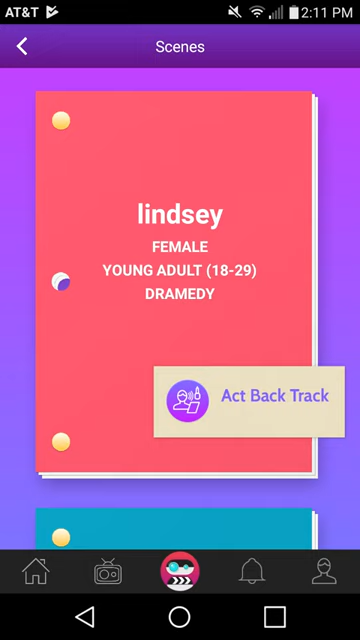 AT&T 2:11 PM
Scenes
lindsey
FEMALE
YOUNG ADULT (18-29)
DRAMEDY
Act Back Track